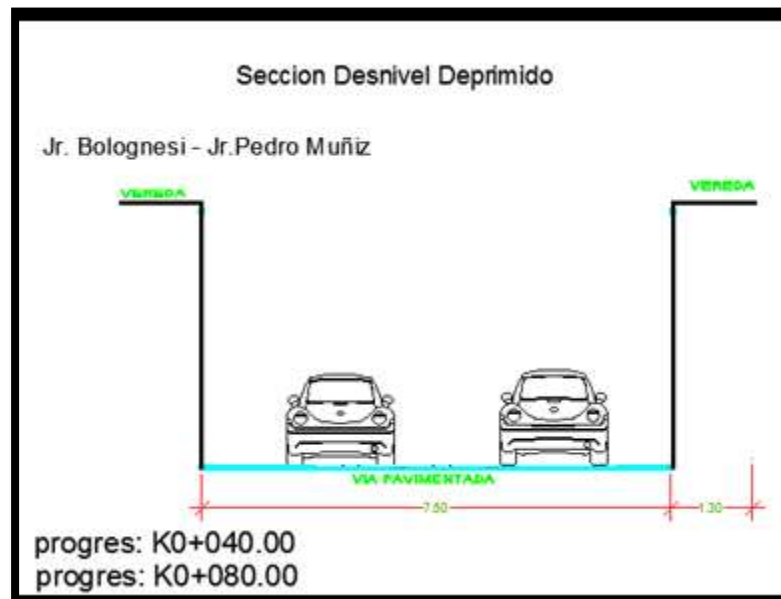 Seccion Desnivel Deprimido
Jr. Bolognesi - Jr.Pedro Muñiz
VEREDA
VEREDA
VIA PAVIMENTADA
7.50
1.30
progres: K0+040.00
progres: K0+080.00